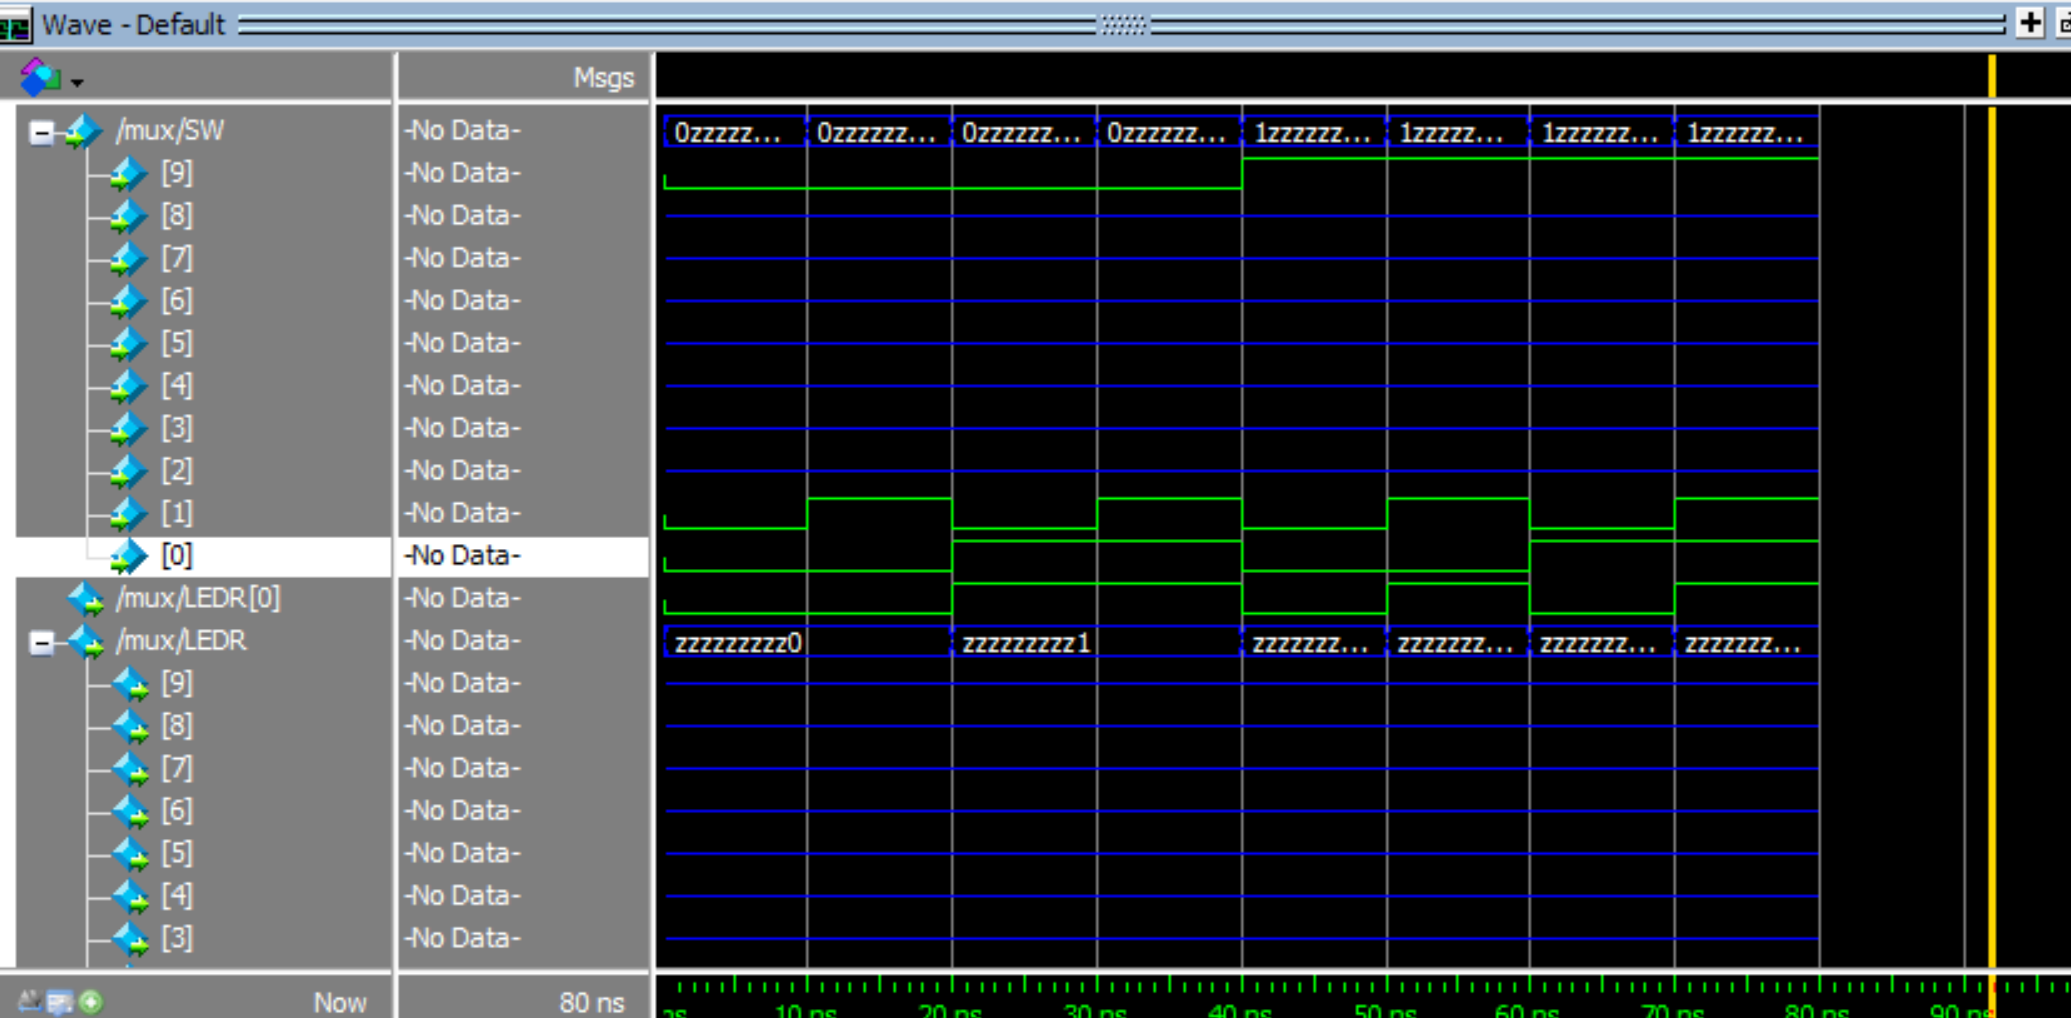 Wave - Default
Msgs
/mux/SW -No Data- 0zzzzz... 0zzzzzz... 0zzzzzz... 0zzzzzz... 1zzzzzz... 1zzzzz... 1zzzzzz... 1zzzzzz...
[9] -No Data-
[8] -No Data-
[7] -No Data-
[6] -No Data-
[5] -No Data-
[4] -No Data-
[3] -No Data-
[2] -No Data-
[1] -No Data-
[0] -No Data-
/mux/LEDR[0] -No Data-
/mux/LEDR -No Data- zzzzzzzzz0 zzzzzzzzz1 zzzzzzz... zzzzzzz... zzzzzzz... zzzzzzz...
[9] -No Data-
[8] -No Data-
[7] -No Data-
[6] -No Data-
[5] -No Data-
[4] -No Data-
[3] -No Data-
Now 80 ns ns 10 ns 20 ns 30 ns 40 ns 50 ns 60 ns 70 ns 80 ns 90 ns